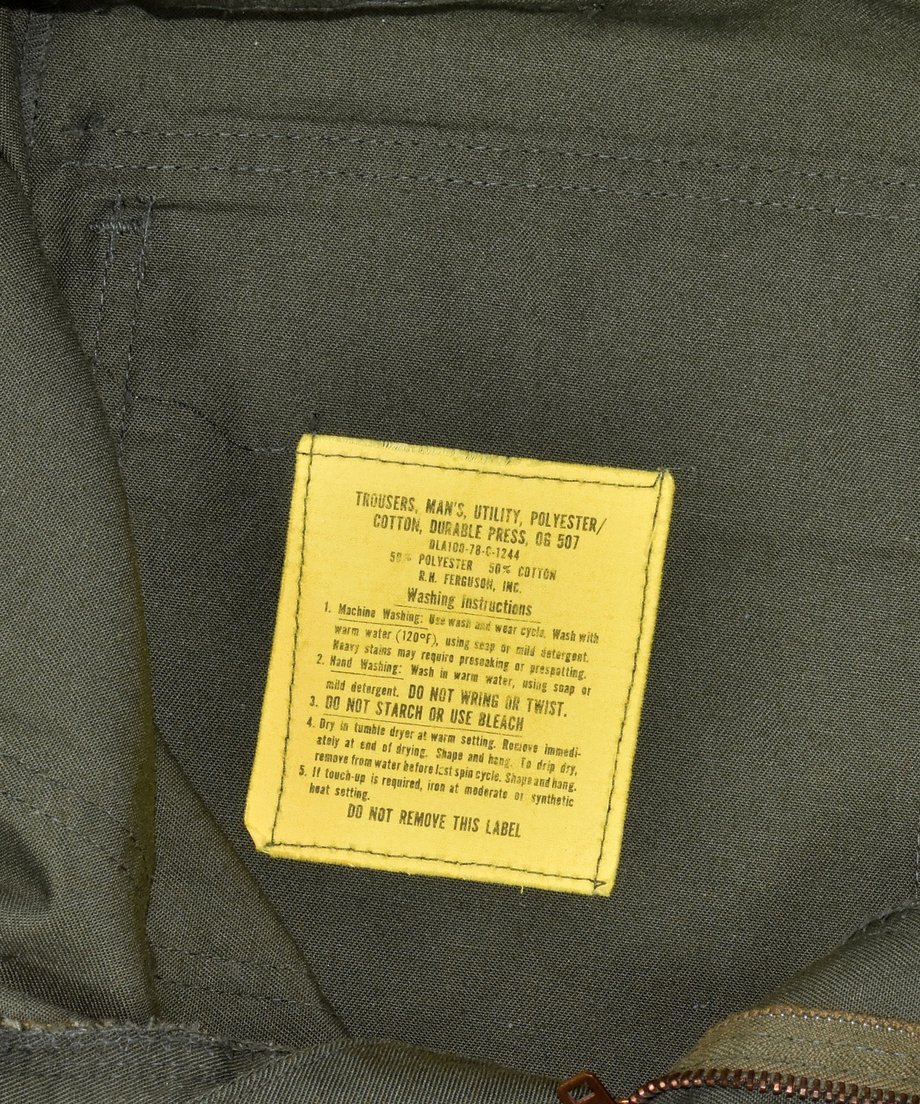 TROUSERS, MAN'S, UTILITY, POLYESTER/
COTTON, DURABLE PRESS, OG 507
DLA100-78-C-1244
50% POLYESTER 50% COTTON
R.H. FERGUSON, INC.
Washing Instructions
1. Machine Washing: Use wash and wear cycle. Wash with
warm water (120°F), using soap or mild detergent.
Heavy stains may require presoaking or prespotting.
2. Hand Washing: Wash in warm water, using soap or
mild detergent. DO NOT WRING OR TWIST.
3. DO NOT STARCH OR USE BLEACH
4. Dry in tumble dryer at warm setting. Remove immedi-
ately at end of drying. Shape and hang. To drip dry,
remove from water before last spin cycle. Shape and hang.
5. If touch-up is required, iron at moderate or synthetic
heat setting.
DO NOT REMOVE THIS LABEL